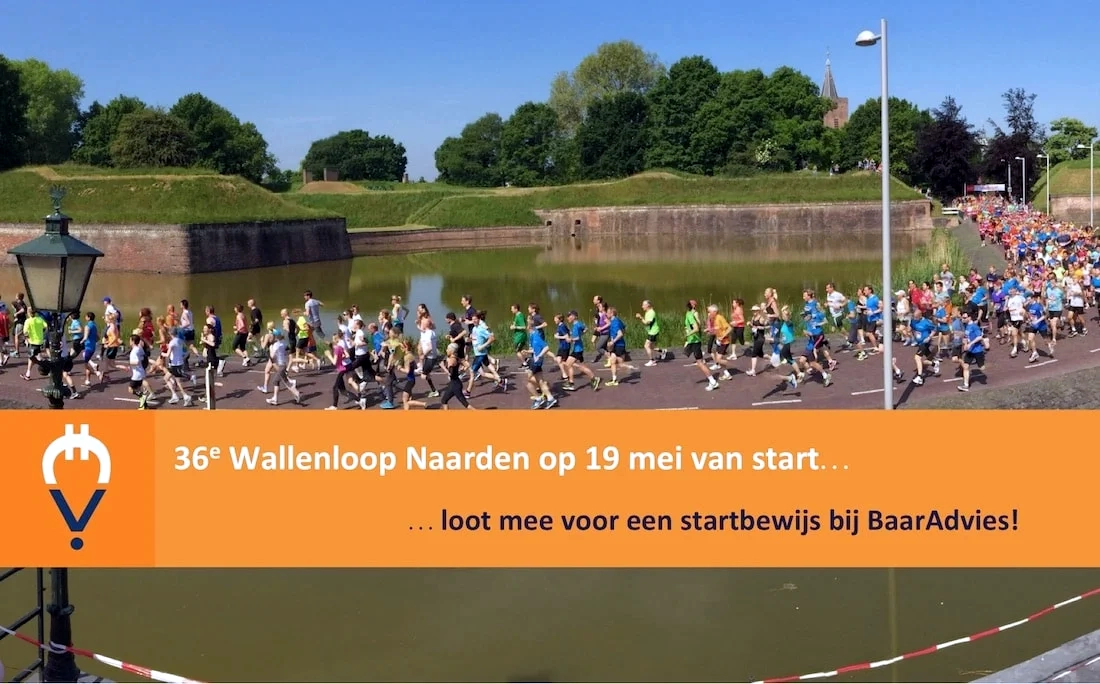 36e Wallenloop Naarden op 19 mei van start...
...loot mee voor een startbewijs bij BaarAdvies!